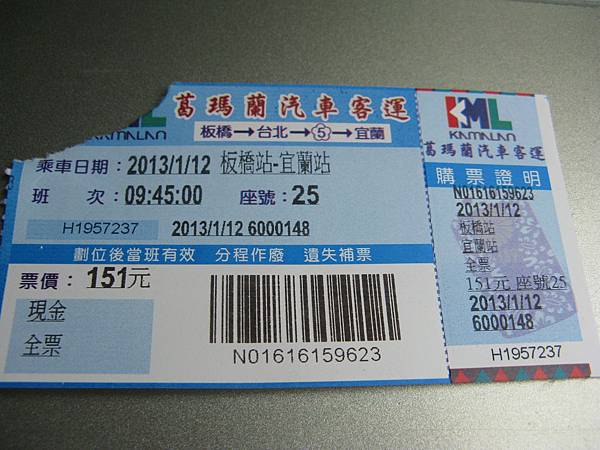 葛瑪蘭汽車客運
KAMALAN
板橋→台北→5→宜蘭
乘車日期：2013/1/12 板橋站-宜蘭站
班 次：09:45:00 座號：25
H1957237 2013/1/12 6000148
劃位後當班有效 分程作廢 遺失補票
票價：151元
現金
全票
N01616159623
KML
KAMALAN
葛瑪蘭汽車客運
購票證明
N01616159623
2013/1/12
板橋站
宜蘭站
全票
151元 座號25
2013/1/12
6000148
H1957237